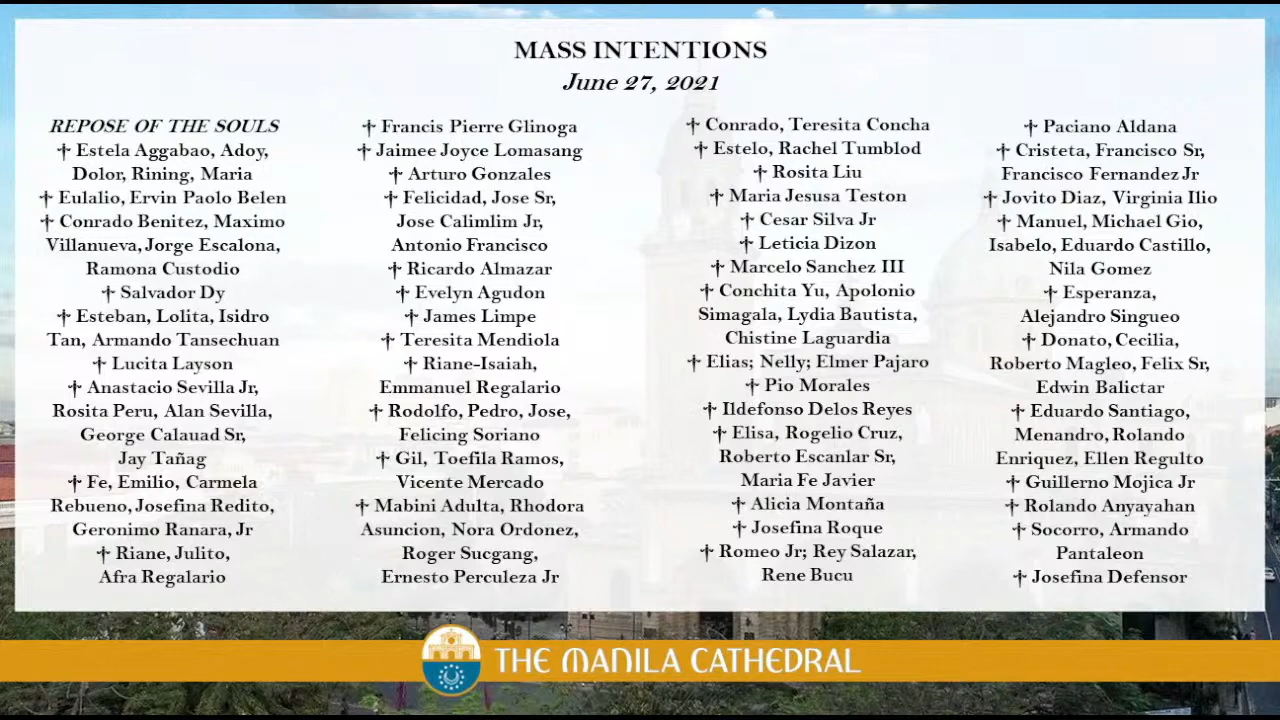 MASS INTENTIONS
June 27, 2021
REPOSE OF THE SOULS
✝ Estela Aggabao, Adoy,
Dolor, Rining, Maria
✝ Eulalio, Ervin Paolo Belen
✝ Conrado Benitez, Maximo
Villanueva, Jorge Escalona,
Ramona Custodio
✝ Salvador Dy
✝ Esteban, Lolita, Isidro
Tan, Armando Tansechuan
✝ Lucita Layson
✝ Anastacio Sevilla Jr,
Rosita Peru, Alan Sevilla,
George Calauad Sr,
Jay Tañag
✝ Fe, Emilio, Carmela
Rebueno, Josefina Redito,
Geronimo Ranara, Jr
✝ Riane, Julito,
Afra Regalario
✝ Francis Pierre Glinoga
✝ Jaimee Joyce Lomasang
✝ Arturo Gonzales
✝ Felicidad, Jose Sr,
Jose Calimlim Jr,
Antonio Francisco
✝ Ricardo Almazar
✝ Evelyn Agudon
✝ James Limpe
✝ Teresita Mendiola
✝ Riane-Isaiah,
Emmanuel Regalario
✝ Rodolfo, Pedro, Jose,
Felicing Soriano
✝ Gil, Toefila Ramos,
Vicente Mercado
✝ Mabini Adulta, Rhodora
Asuncion, Nora Ordonez,
Roger Sucgang,
Ernesto Perculeza Jr
✝ Conrado, Teresita Concha
✝ Estelo, Rachel Tumblod
✝ Rosita Liu
✝ Maria Jesusa Teston
✝ Cesar Silva Jr
✝ Leticia Dizon
✝ Marcelo Sanchez III
✝ Conchita Yu, Apolonio
Simagala, Lydia Bautista,
Chistine Laguardia
✝ Elias; Nelly; Elmer Pajaro
✝ Pio Morales
✝ Ildefonso Delos Reyes
✝ Elisa, Rogelio Cruz,
Roberto Escanlar Sr,
Maria Fe Javier
✝ Alicia Montaña
✝ Josefina Roque
✝ Romeo Jr; Rey Salazar,
Rene Bucu
✝ Paciano Aldana
✝ Cristeta, Francisco Sr,
Francisco Fernandez Jr
✝ Jovito Diaz, Virginia Ilio
✝ Manuel, Michael Gio,
Isabelo, Eduardo Castillo,
Nila Gomez
✝ Esperanza,
Alejandro Singueo
✝ Donato, Cecilia,
Roberto Magleo, Felix Sr,
Edwin Balictar
✝ Eduardo Santiago,
Menandro, Rolando
Enriquez, Ellen Regulto
✝ Guillerno Mojica Jr
✝ Rolando Anyayahan
✝ Socorro, Armando
Pantaleon
✝ Josefina Defensor
THE MANILA CATHEDRAL